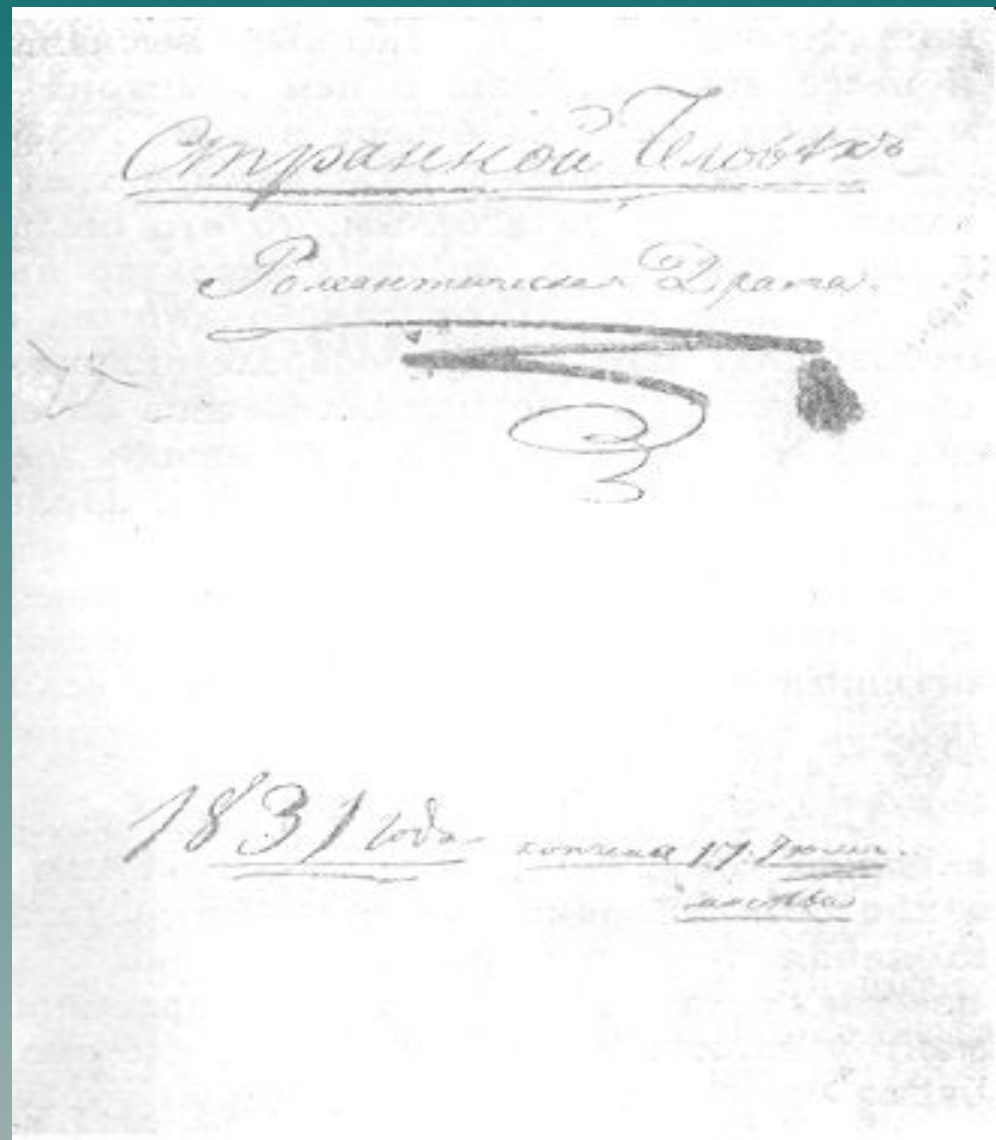 Странной Человѣкъ
Романтическая Драма.
1831 года кончена 17. Июля.
Москва